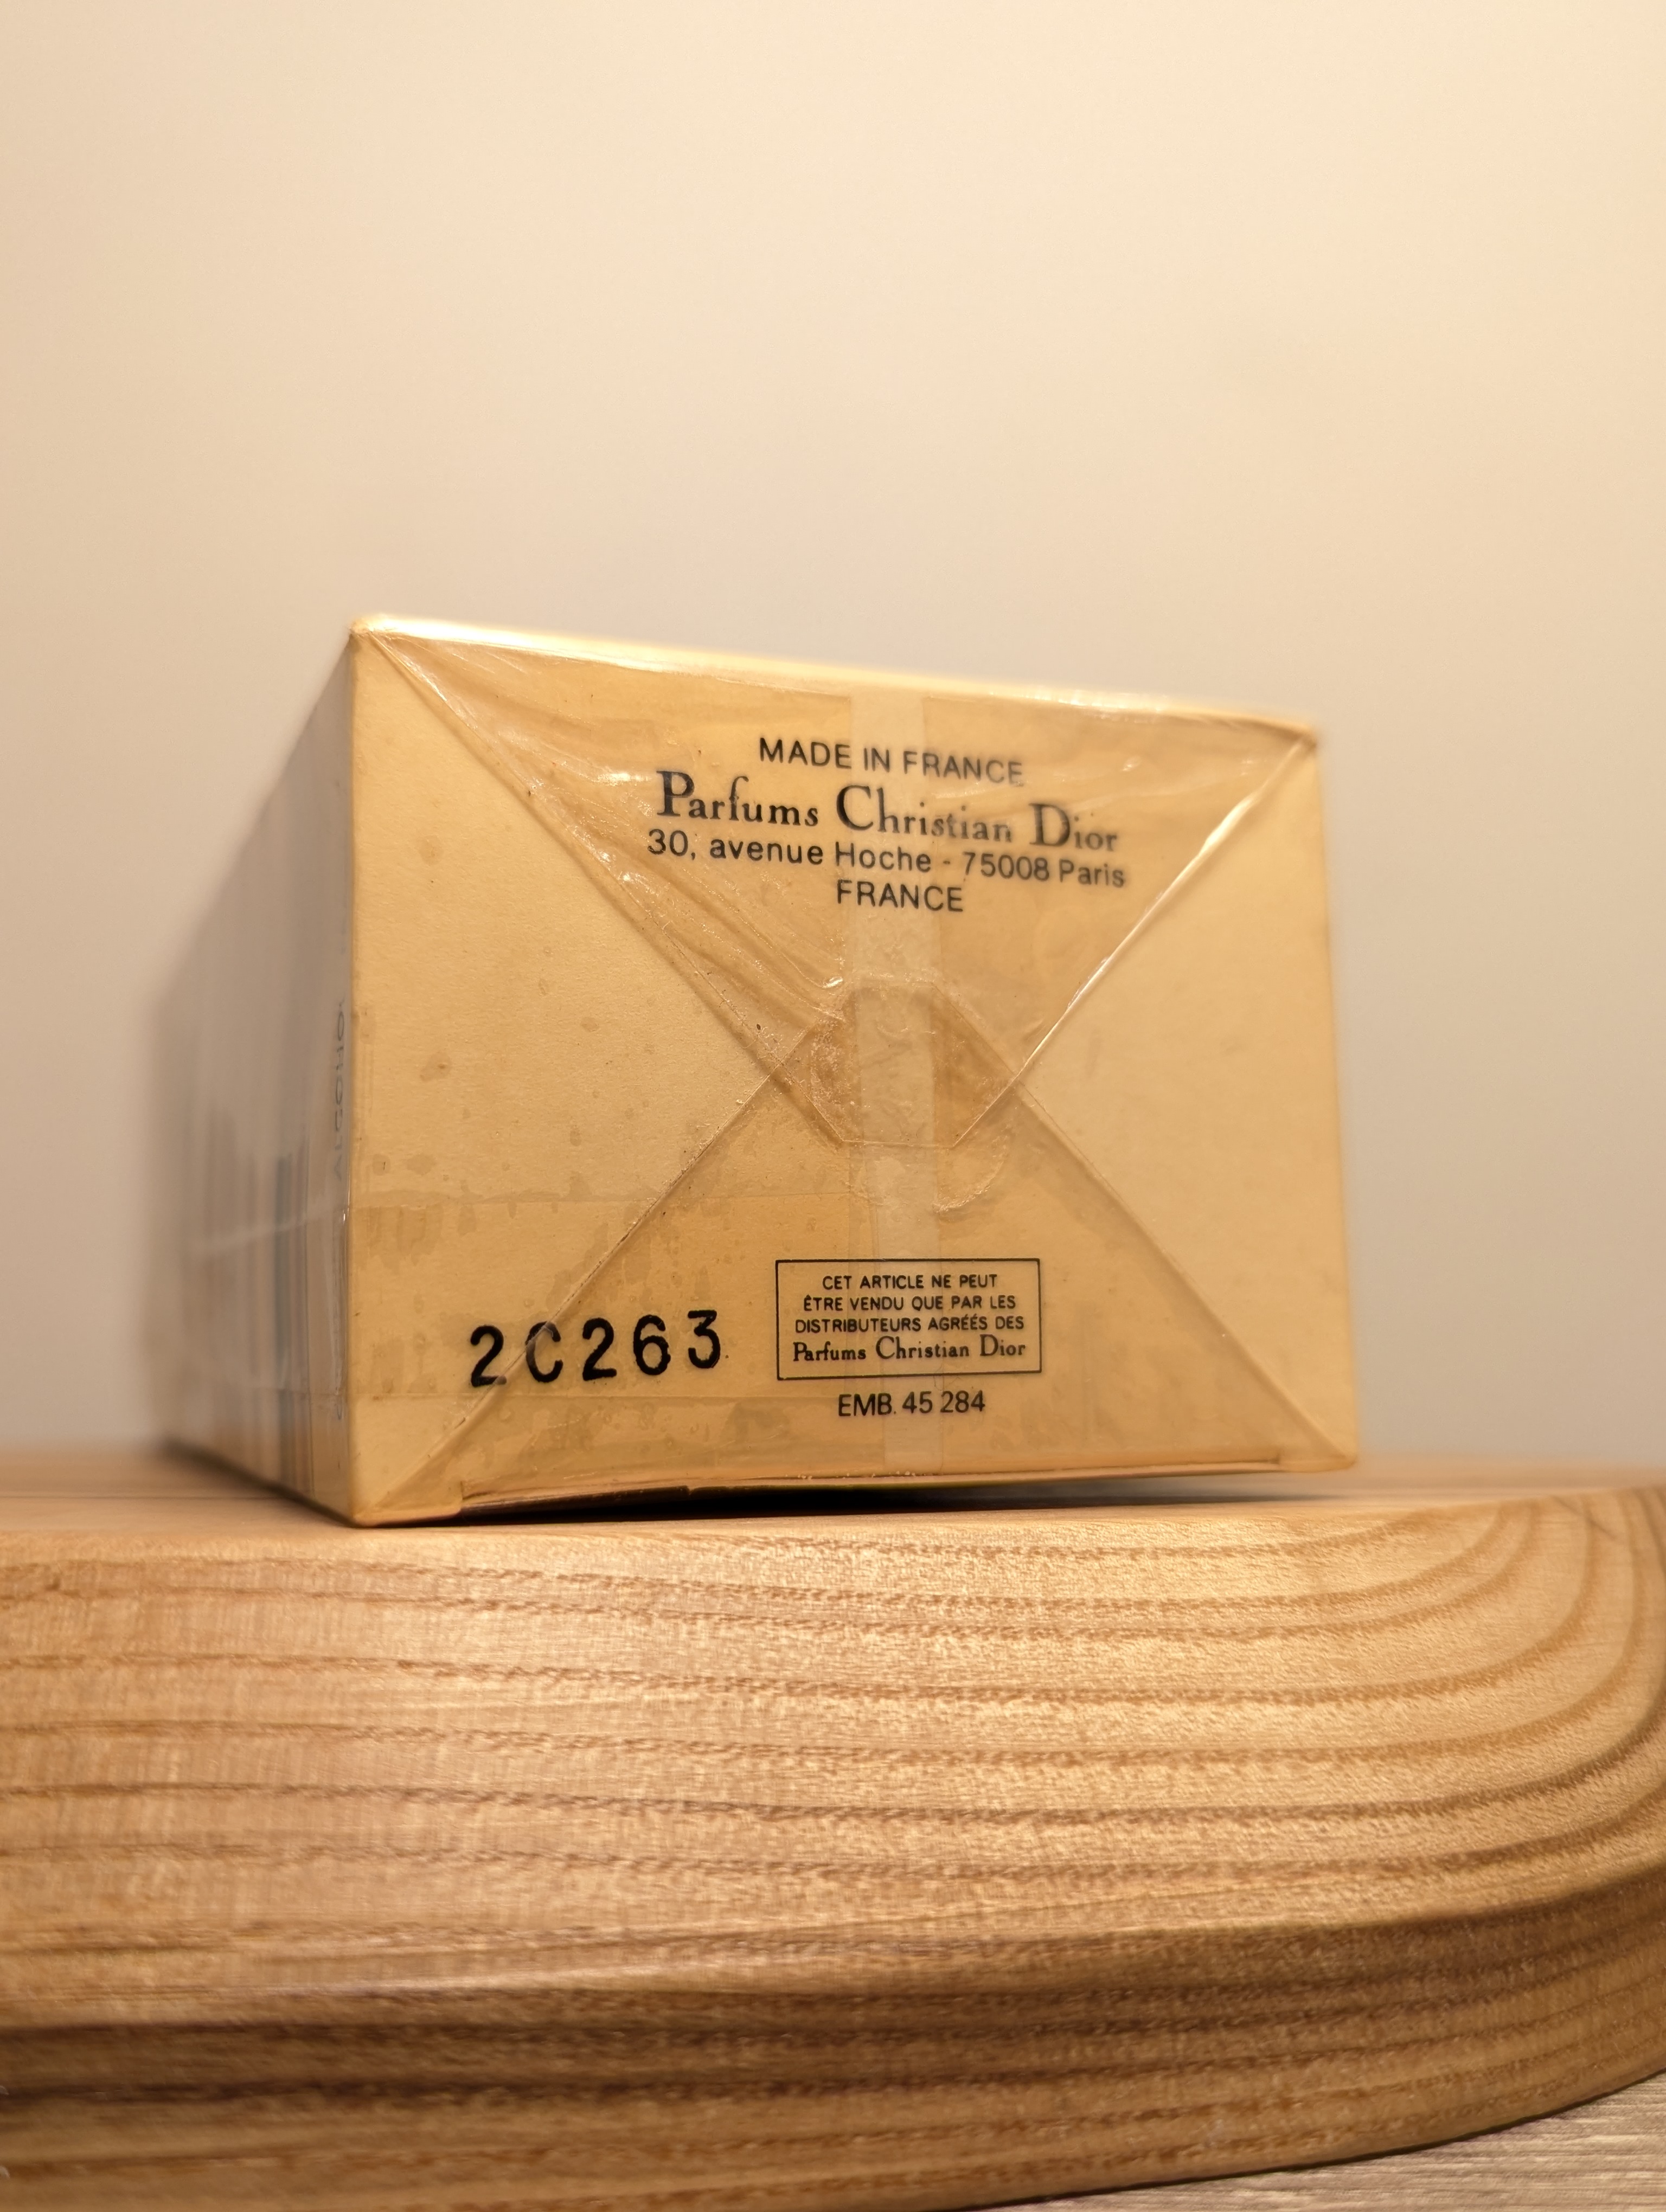 MADE IN FRANCE
Parfums Christian Dior
30, avenue Hoche - 75008 Paris
FRANCE
2C263
CET ARTICLE NE PEUT
ÊTRE VENDU QUE PAR LES
DISTRIBUTEURS AGRÉÉS DES
Parfums Christian Dior
EMB. 45 284